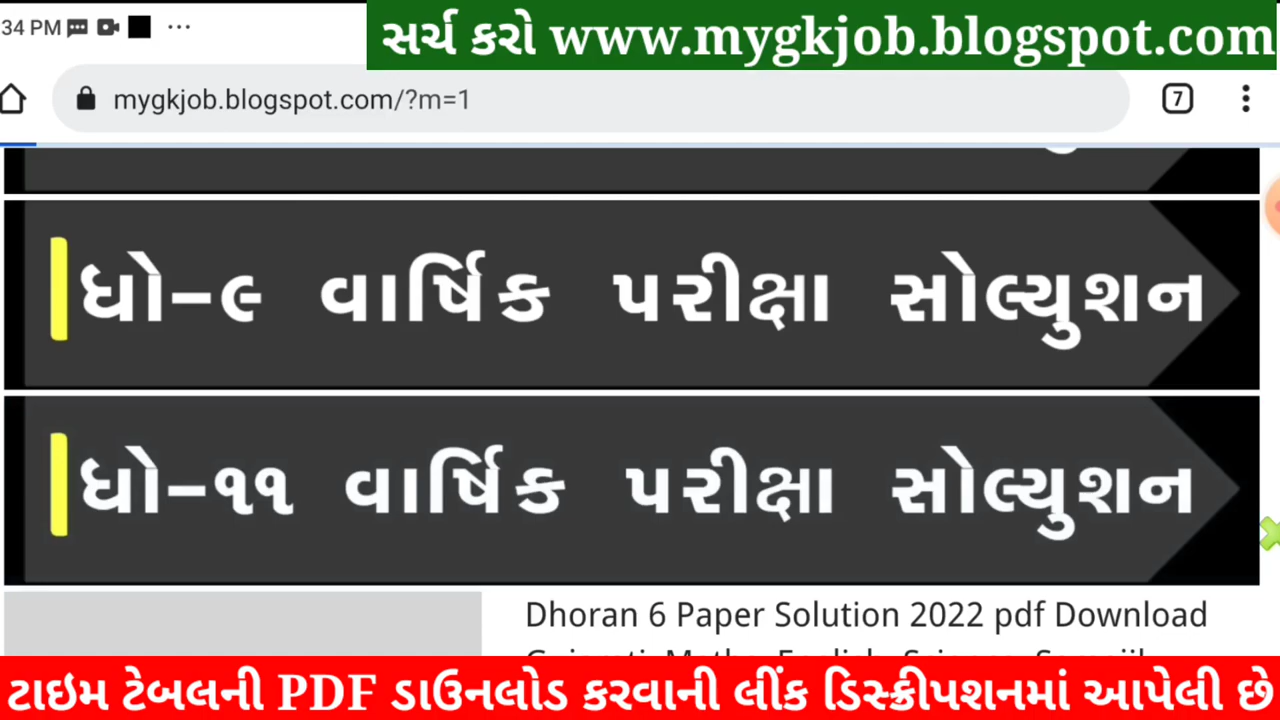 34 PM
સર્ચ કરો www.mygkjob.blogspot.com
mygkjob.blogspot.com/?m=1
7
ધો-૯ વાર્ષિક પરીક્ષા સોલ્યુશન
ધો-૧૧ વાર્ષિક પરીક્ષા સોલ્યુશન
Dhoran 6 Paper Solution 2022 pdf Download
ટાઇમ ટેબલની PDF ડાઉનલોડ કરવાની લીંક ડિસ્ક્રીપશનમાં આપેલી છે